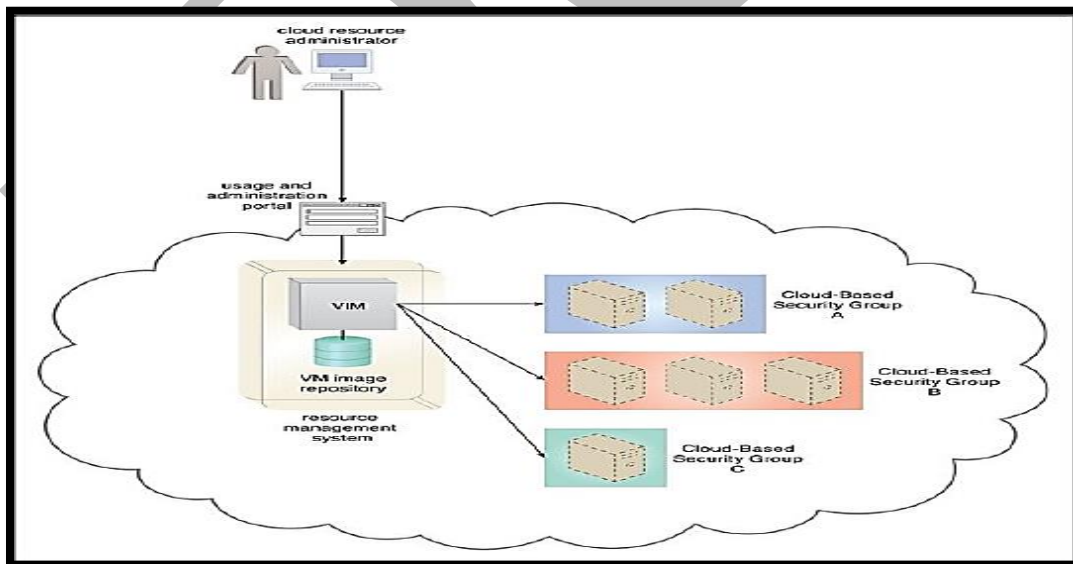 cloud resource
administrator
usage and
administration
portal
VIM
VM image
repository
resource
management
system
Cloud-Based
Security Group
A
Cloud-Based
Security Group
B
Cloud-Based
Security Group
C